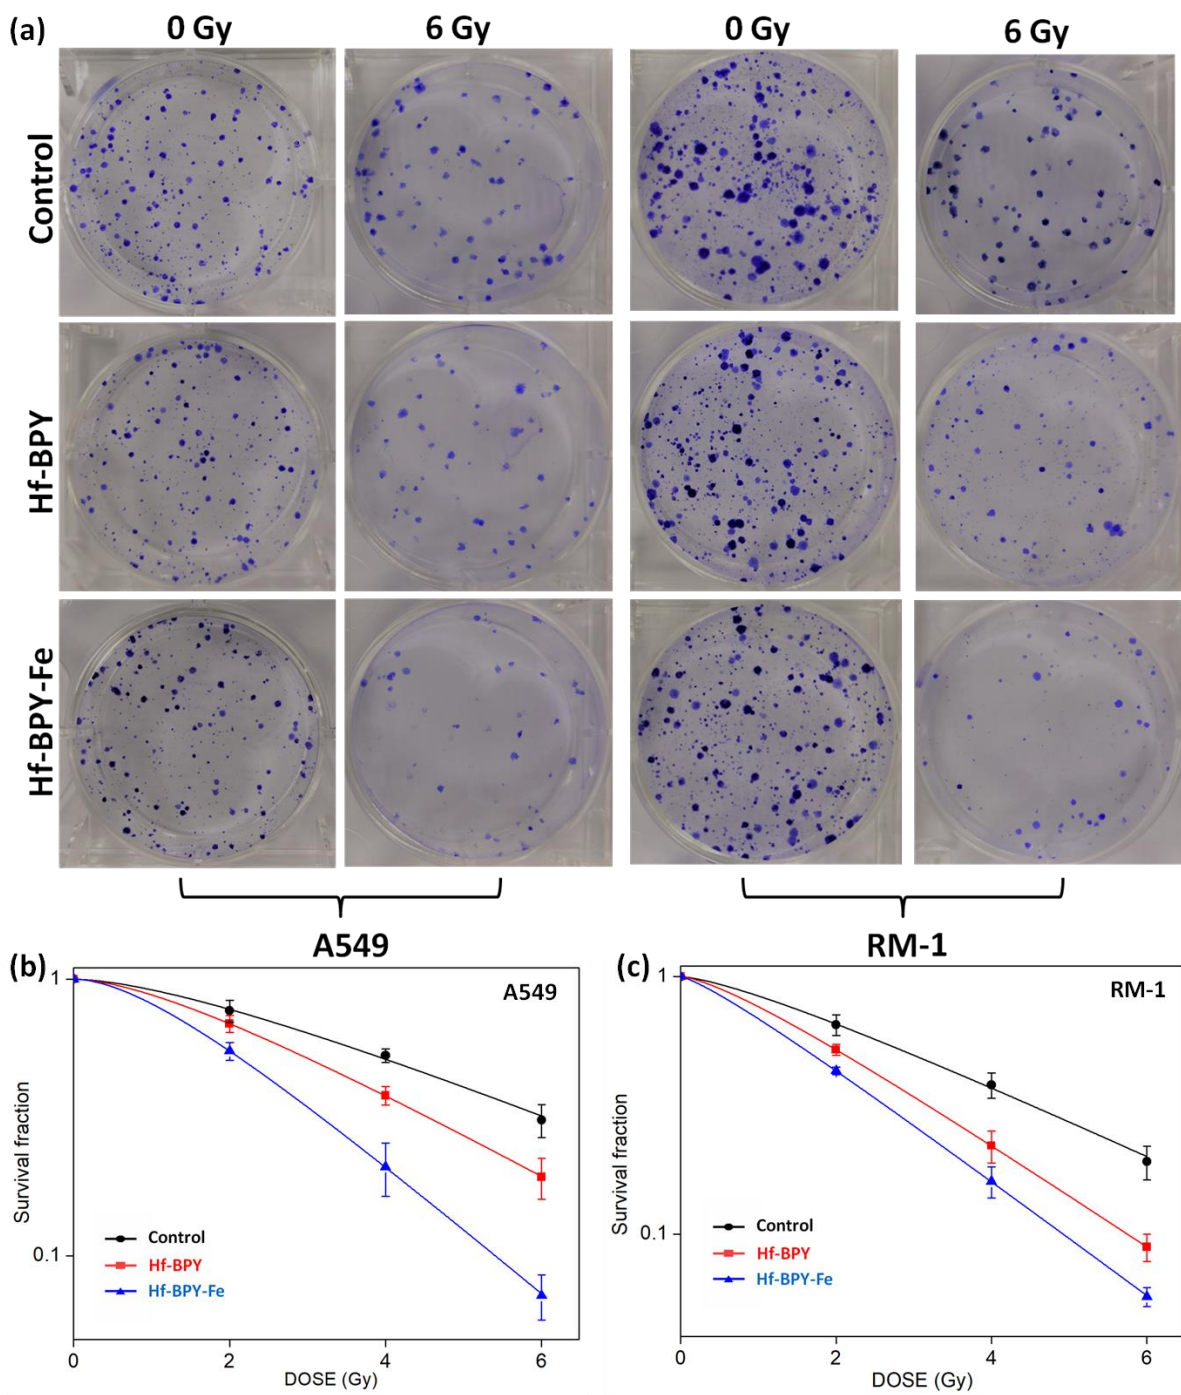 (a) 0 Gy 6 Gy 0 Gy 6 Gy
Control
Hf-BPY
Hf-BPY-Fe
A549 RM-1
(b)
A549
1
0.1
Survival fraction
Control
Hf-BPY
Hf-BPY-Fe
0 2 4 6
DOSE (Gy)
(c)
RM-1
1
0.1
Survival fraction
Control
Hf-BPY
Hf-BPY-Fe
0 2 4 6
DOSE (Gy)